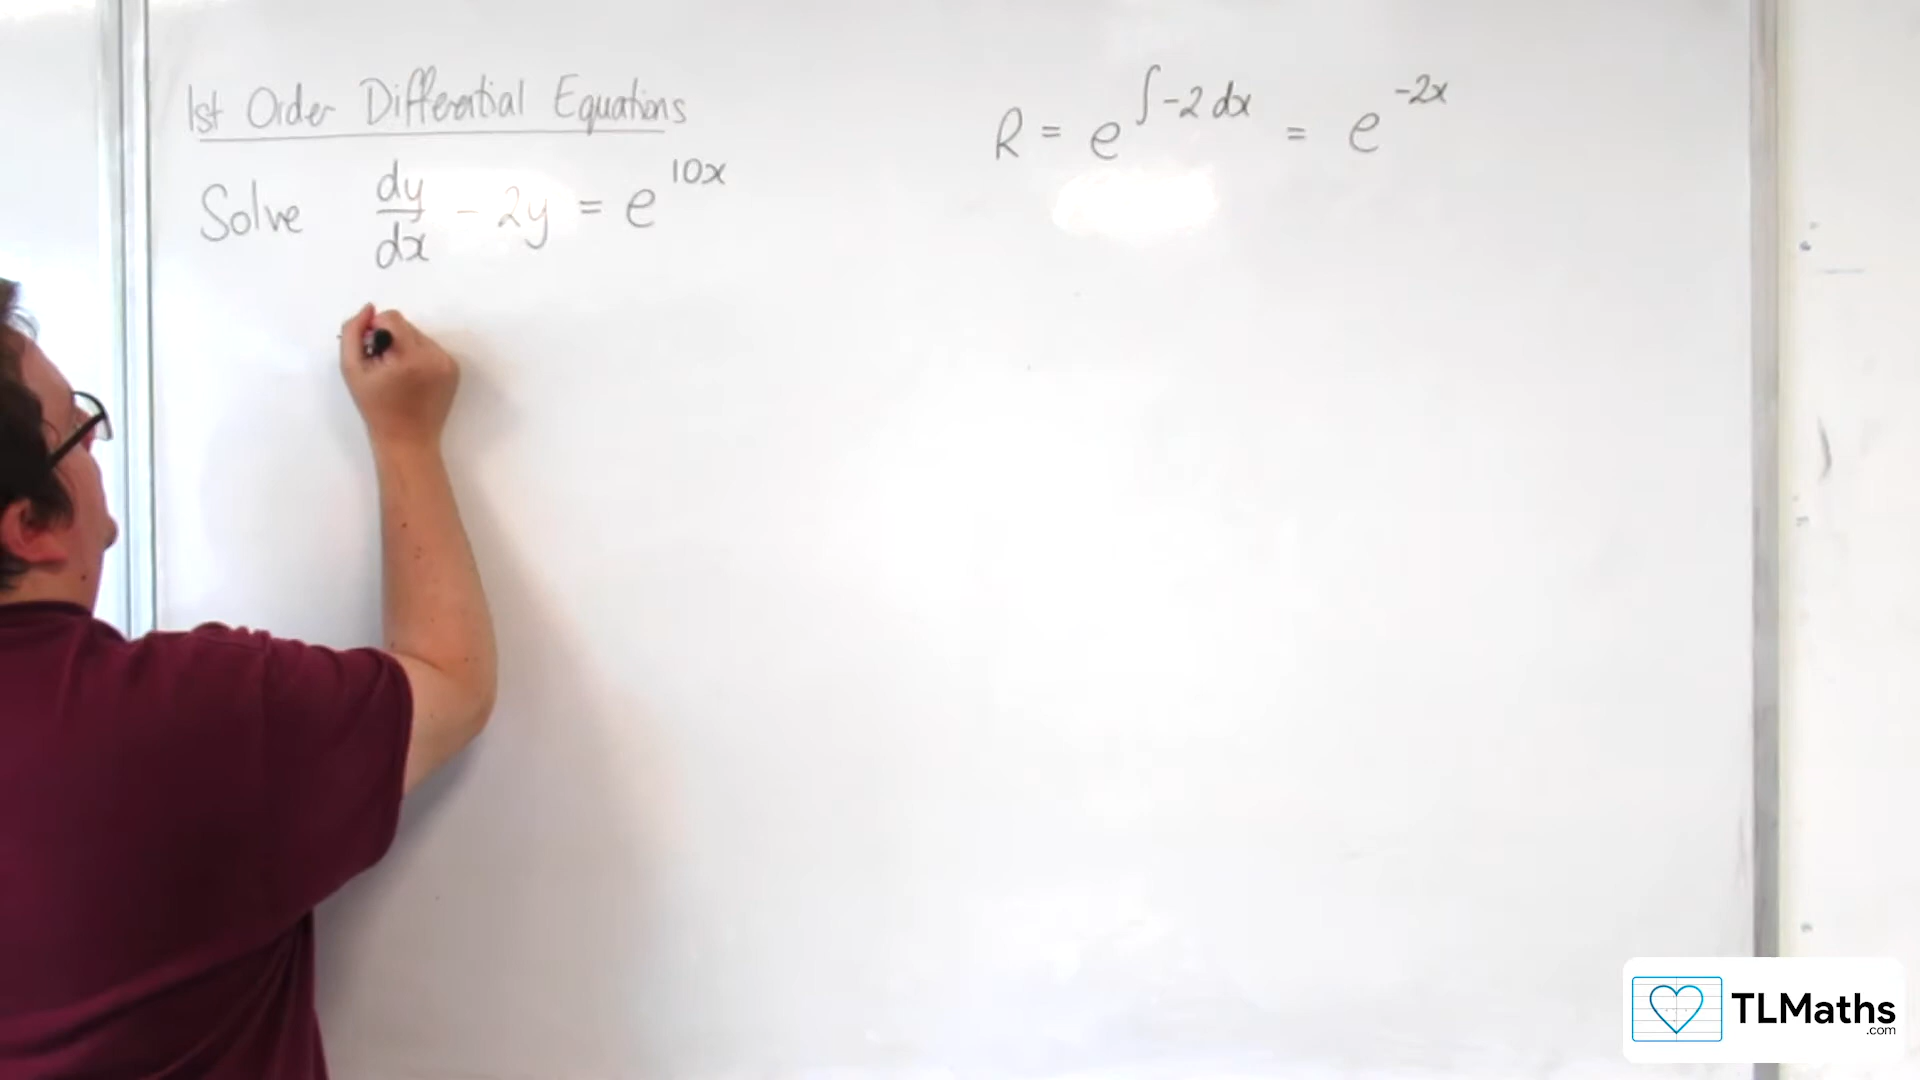 1st Order Differential Equations
Solve dy/dx - 2y = e^10x
R = e^∫-2 dx = e^-2x
TLMaths
.com